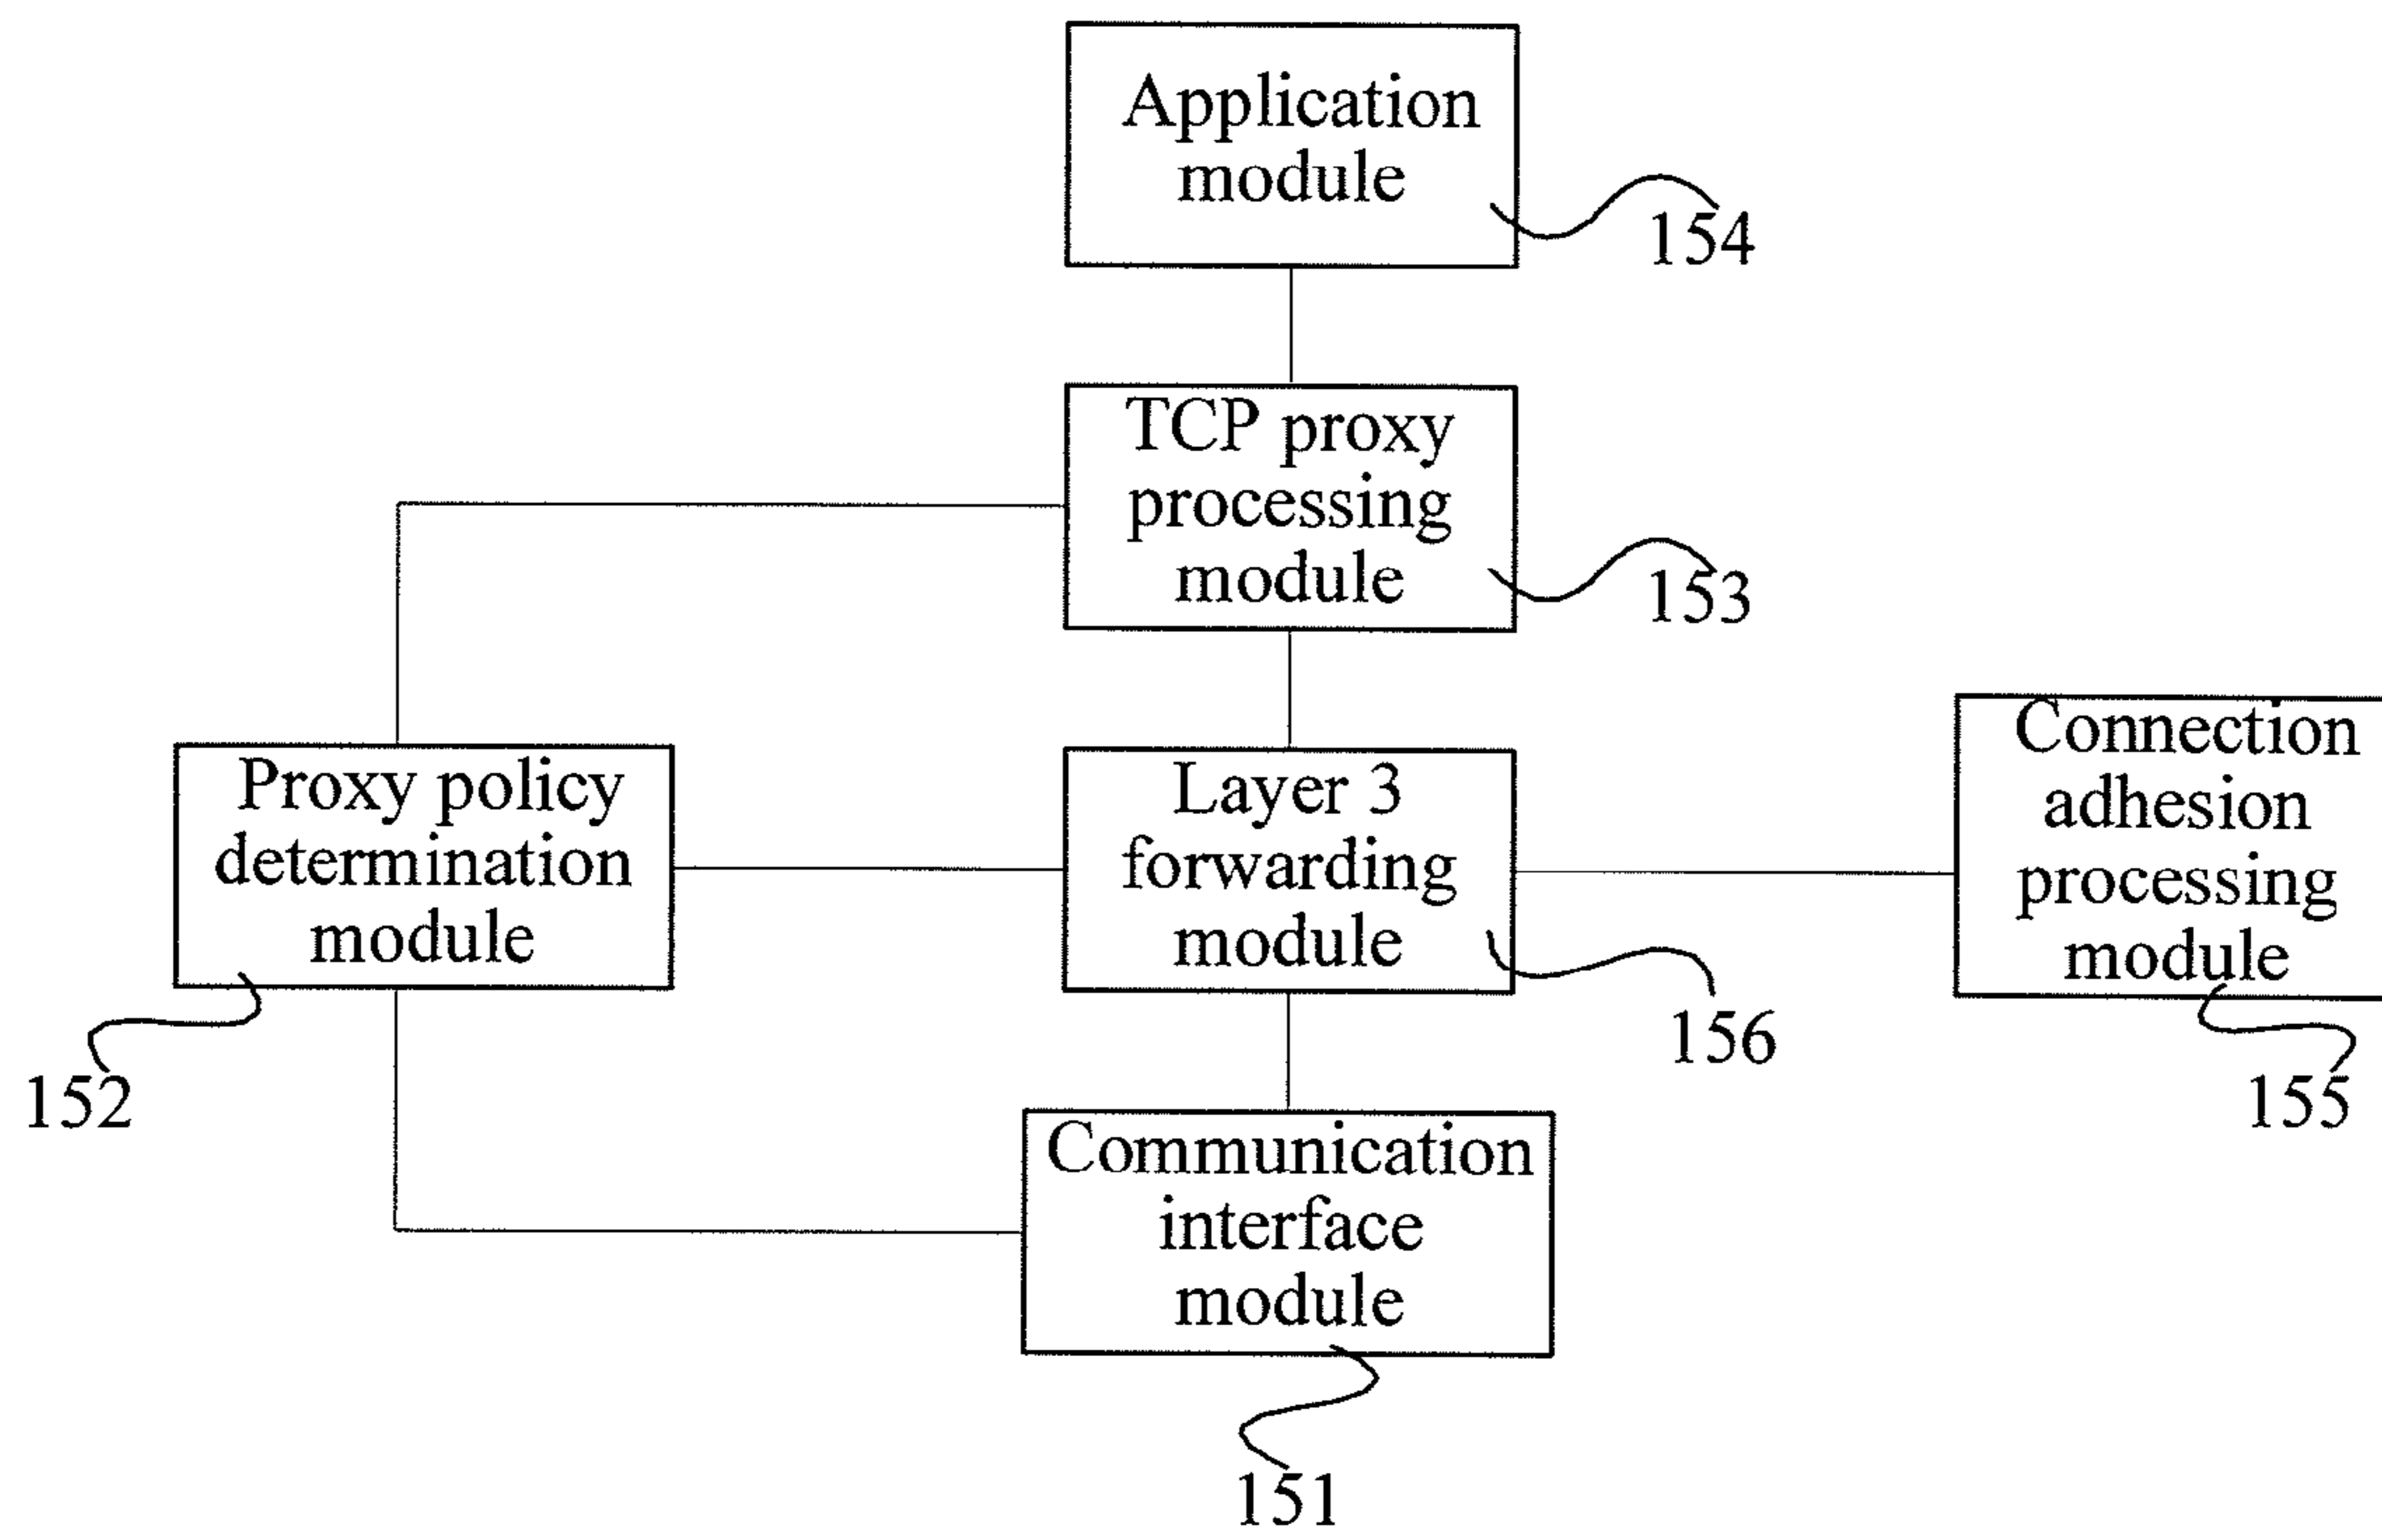 Application
module
154
TCP proxy
processing
module
153
Proxy policy
determination
module
152
Layer 3
forwarding
module
156
Connection
adhesion
processing
module
155
Communication
interface
module
151